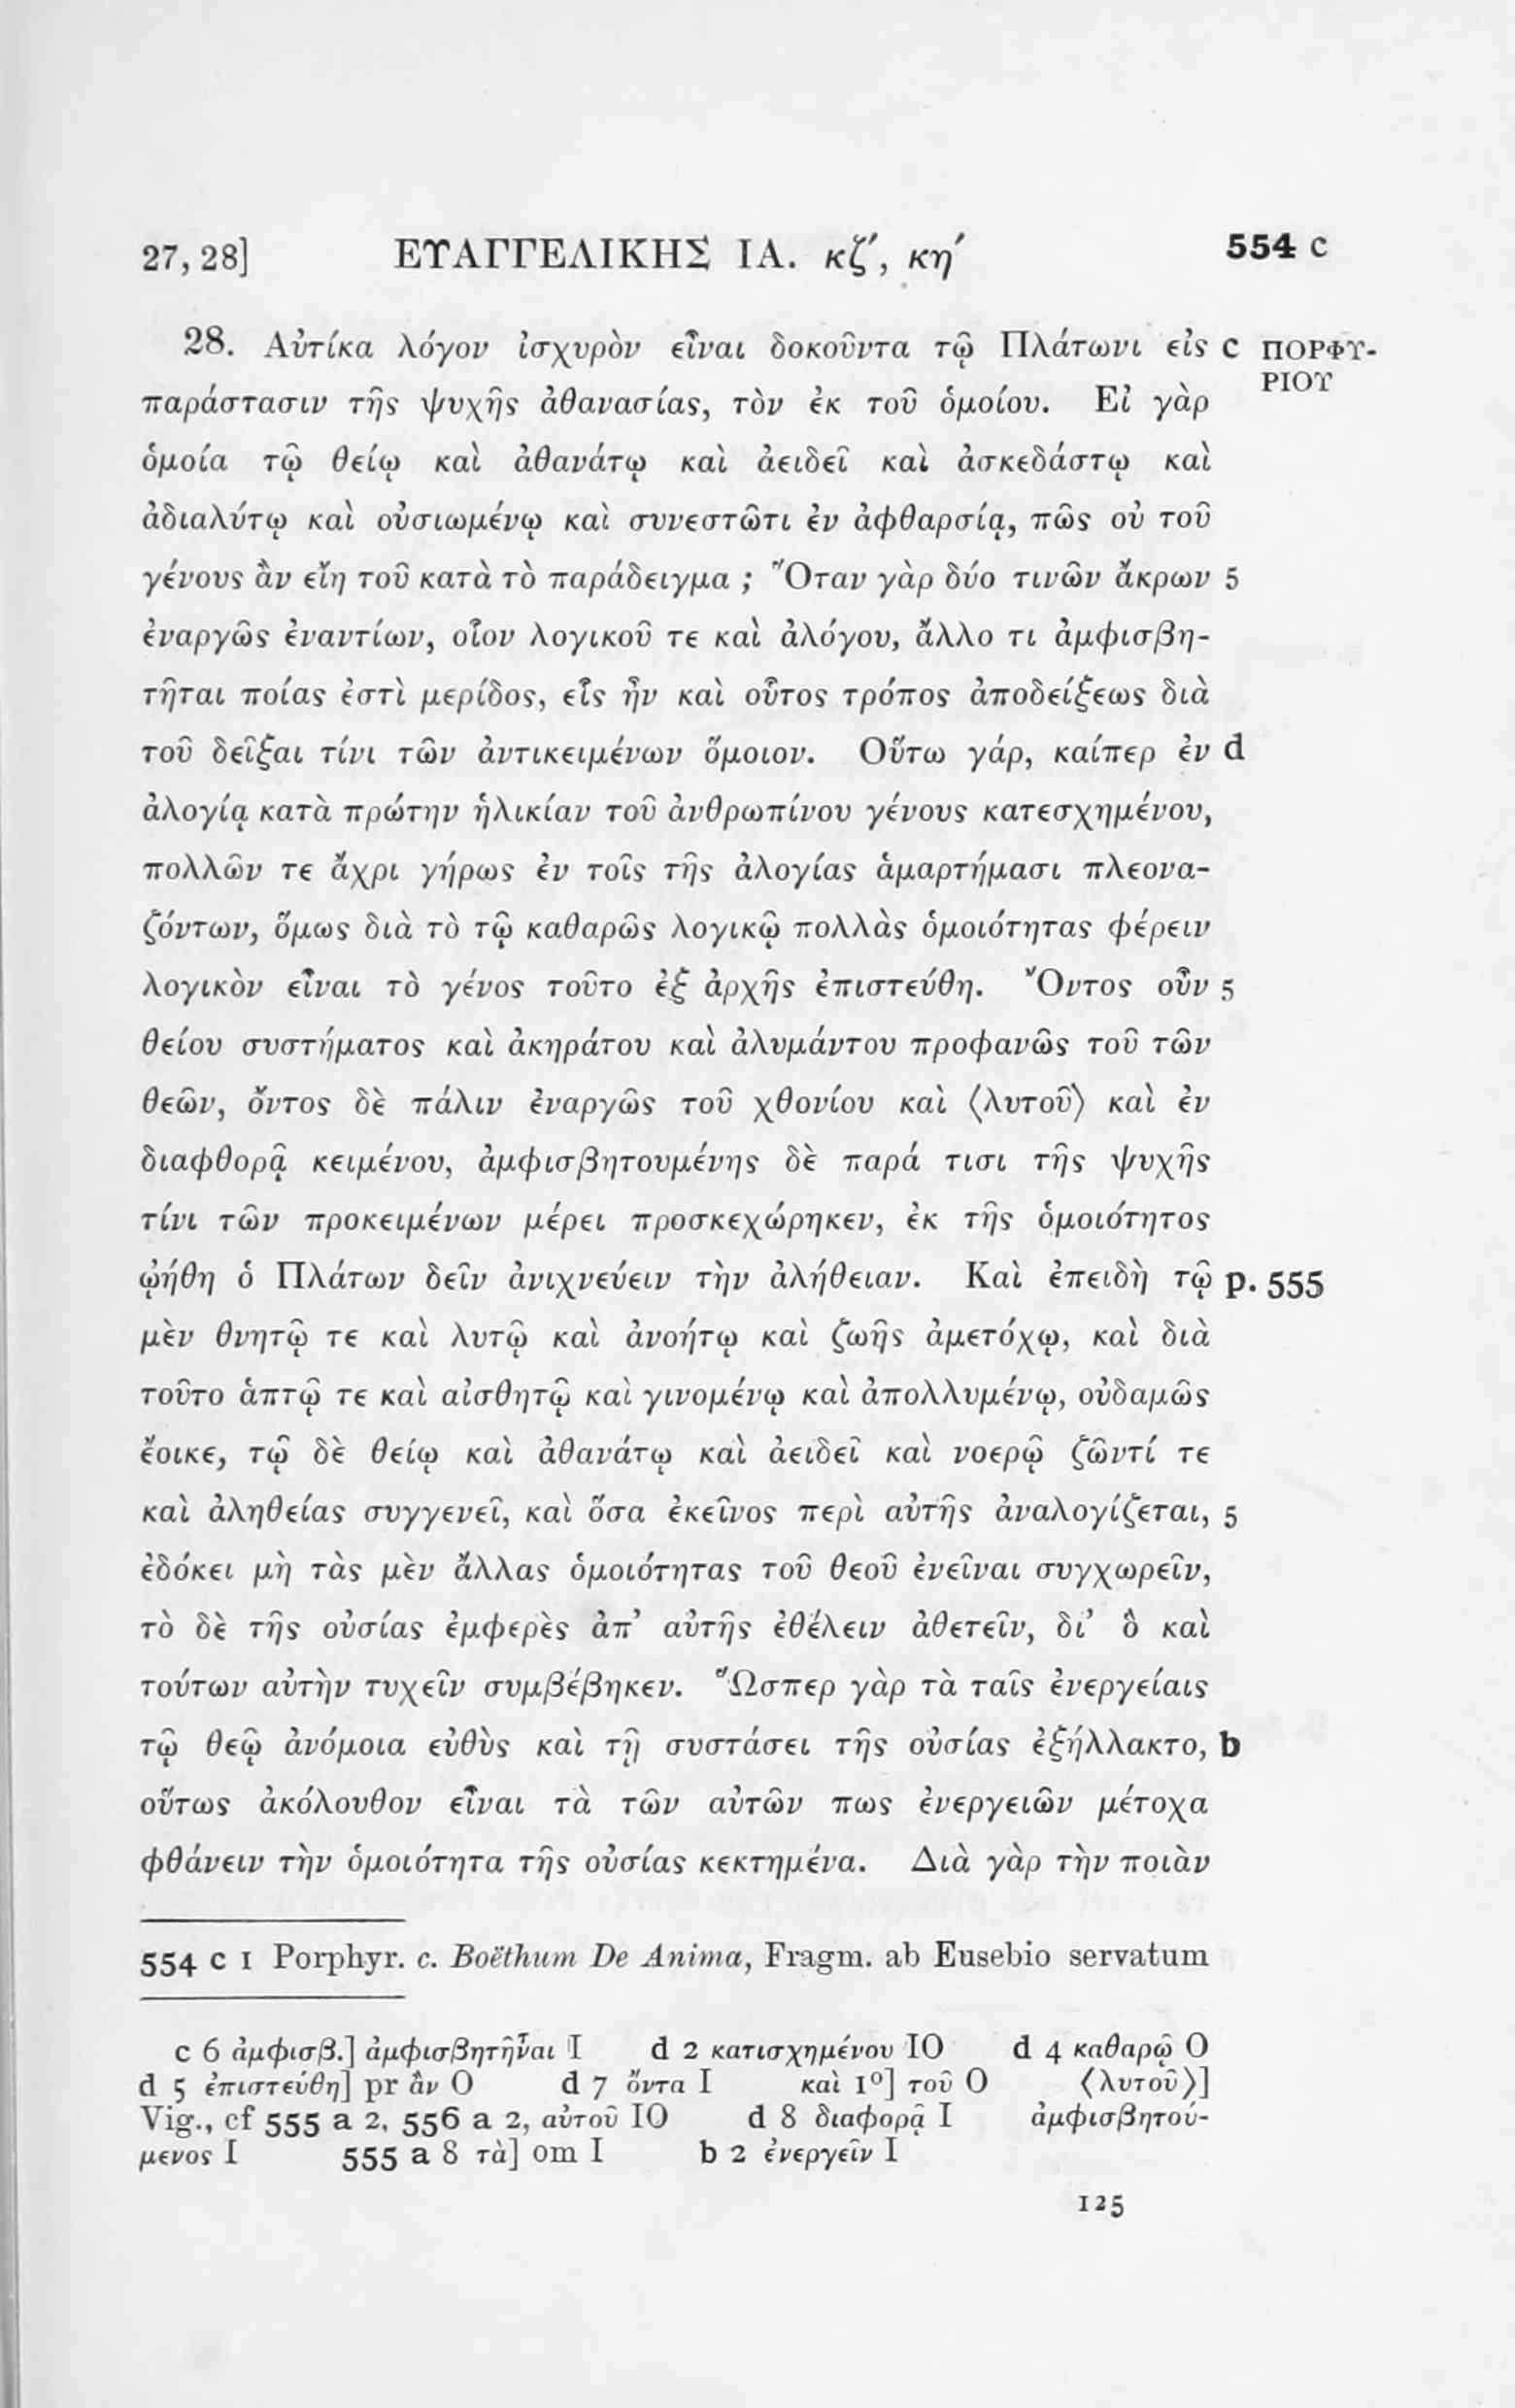 27, 28] ΕΥΑΓΓΕΛΙΚΗΣ ΙΑ. κζ΄, κη΄ 554 c
28. Αὐτίκα λόγον ἰσχυρὸν εἶναι δοκοῦντα τῷ Πλάτωνι εἰς c ΠΟΡΦΥ-
ΡΙΟΥ
παράστασιν τῆς ψυχῆς ἀθανασίας, τὸν ἐκ τοῦ ὁμοίου. Εἰ γὰρ
ὁμοία τῷ θείῳ καὶ ἀθανάτῳ καὶ ἀειδεῖ καὶ ἀσκεδάστῳ καὶ
ἀδιαλύτῳ καὶ οὐσιωμένῳ καὶ συνεστῶτι ἐν ἀφθαρσίᾳ, πῶς οὐ τοῦ
γένους ἂν εἴη τοῦ κατὰ τὸ παράδειγμα ; Ὅταν γὰρ δύο τινῶν ἄκρων 5
ἐναργῶς ἐναντίων, οἷον λογικοῦ τε καὶ ἀλόγου, ἄλλο τι ἀμφισβη-
τῆται ποίας ἐστὶ μερίδος, εἷς ἦν καὶ οὗτος τρόπος ἀποδείξεως διὰ
τοῦ δεῖξαι τίνι τῶν ἀντικειμένων ὅμοιον. Οὕτω γάρ, καίπερ ἐν d
ἀλογίᾳ κατὰ πρώτην ἡλικίαν τοῦ ἀνθρωπίνου γένους κατεσχημένου,
πολλῶν τε ἄχρι γήρως ἐν τοῖς τῆς ἀλογίας ἁμαρτήμασι πλεονα-
ζόντων, ὅμως διὰ τὸ τῷ καθαρῶς λογικῷ πολλὰς ὁμοιότητας φέρειν
λογικὸν εἶναι τὸ γένος τοῦτο ἐξ ἀρχῆς ἐπιστεύθη. Ὄντος οὖν 5
θείου συστήματος καὶ ἀκηράτου καὶ ἀλυμάντου προφανῶς τοῦ τῶν
θεῶν, ὄντος δὲ πάλιν ἐναργῶς τοῦ χθονίου καὶ ⟨λυτοῦ⟩ καὶ ἐν
διαφθορᾷ κειμένου, ἀμφισβητουμένης δὲ παρά τισι τῆς ψυχῆς
τίνι τῶν προκειμένων μέρει προσκεχώρηκεν, ἐκ τῆς ὁμοιότητος
ᾠήθη ὁ Πλάτων δεῖν ἀνιχνεύειν τὴν ἀλήθειαν. Καὶ ἐπειδὴ τῷ p. 555
μὲν θνητῷ τε καὶ λυτῷ καὶ ἀνοήτῳ καὶ ζωῆς ἀμετόχῳ, καὶ διὰ
τοῦτο ἁπτῷ τε καὶ αἰσθητῷ καὶ γινομένῳ καὶ ἀπολλυμένῳ, οὐδαμῶς
ἔοικε, τῷ δὲ θείῳ καὶ ἀθανάτῳ καὶ ἀειδεῖ καὶ νοερῷ ζῶντί τε
καὶ ἀληθείας συγγενεῖ, καὶ ὅσα ἐκεῖνος περὶ αὐτῆς ἀναλογίζεται, 5
ἐδόκει μὴ τὰς μὲν ἄλλας ὁμοιότητας τοῦ θεοῦ ἐνεῖναι συγχωρεῖν,
τὸ δὲ τῆς οὐσίας ἐμφερὲς ἀπ' αὐτῆς ἐθέλειν ἀθετεῖν, δι' ὃ καὶ
τούτων αὐτὴν τυχεῖν συμβέβηκεν. Ὥσπερ γὰρ τὰ ταῖς ἐνεργείαις
τῷ θεῷ ἀνόμοια εὐθὺς καὶ τῇ συστάσει τῆς οὐσίας ἐξήλλακτο, b
οὕτως ἀκόλουθον εἶναι τὰ τῶν αὐτῶν πως ἐνεργειῶν μέτοχα
φθάνειν τὴν ὁμοιότητα τῆς οὐσίας κεκτημένα. Διὰ γὰρ τὴν ποιὰν
554 c 1 Porphyr. c. Boëthum De Anima, Fragm. ab Eusebio servatum
c 6 ἀμφισβ.] ἀμφισβητῆναι I d 2 κατισχημένου IO d 4 καθαρῷ O
d 5 ἐπιστεύθη] pr ἂν O d 7 ὄντα I καὶ 1º] τοῦ O ⟨λυτοῦ⟩]
Vig., cf 555 a 2, 556 a 2, αὐτοῦ IO d 8 διαφορᾷ I ἀμφισβητού-
μενος I 555 a 8 τὰ] om I b 2 ἐνεργεῖν I
125